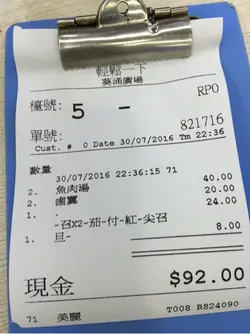 輕鬆一下
葵涌廣場
RPO
檯號: 5 -
單號: 821716
Cust. # 0 Date 30/07/2016 Tm 22:36
數量
30/07/2016 22:36:15 71
2. 魚肉湯 40.00
2. 鹵翼 20.00
1. 24.00
-召X2-茄-付-紅-尖召
1. 旦- 8.00
現金 $92.00
71 美麗 T008 R824090